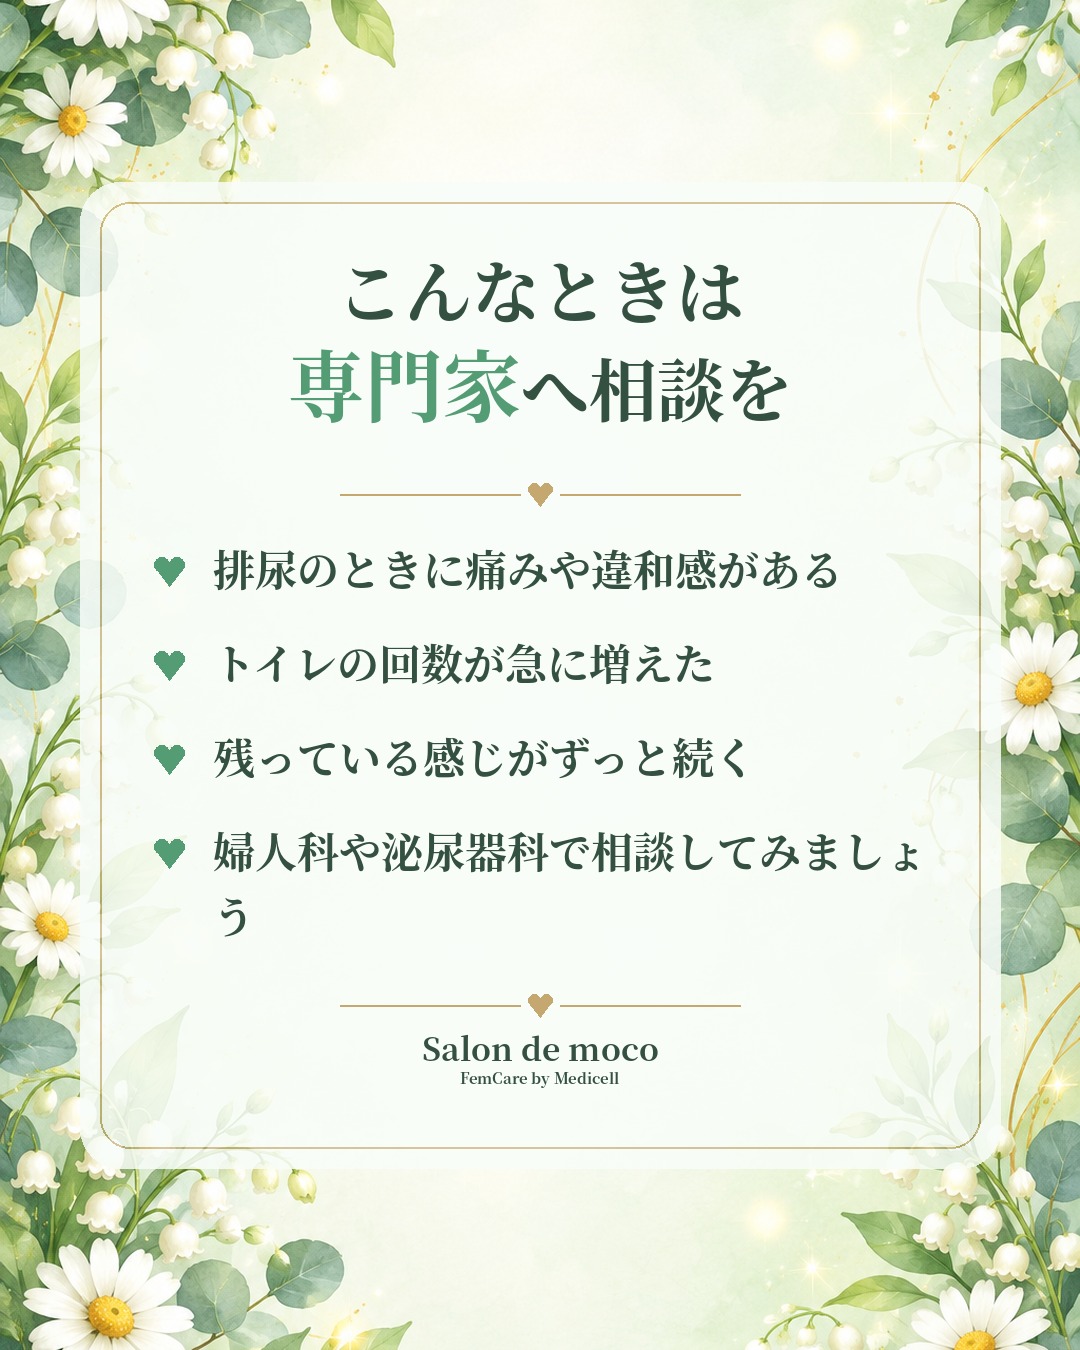 こんなときは
専門家へ相談を
排尿のときに痛みや違和感がある
トイレの回数が急に増えた
残っている感じがずっと続く
婦人科や泌尿器科で相談してみましょ
う
Salon de moco
FemCare by Medicell